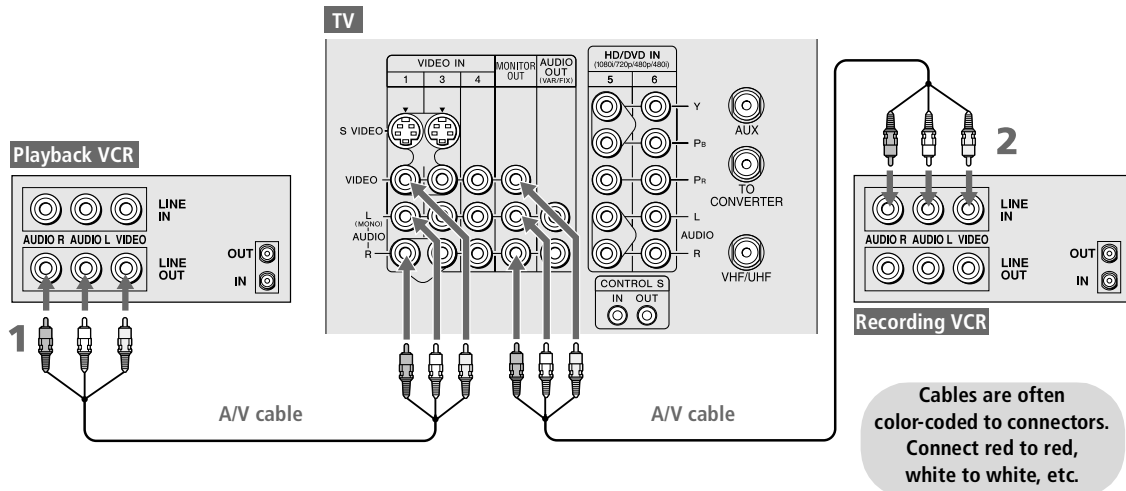 TV
VIDEO IN
1 3 4
MONITOR
OUT
AUDIO
OUT
(VAR/FIX)
HD/DVD IN
(1080i/720p/480p/480i)
5 6
S VIDEO
VIDEO
L
(MONO)
AUDIO
R
Y
PB
PR
L
AUDIO
R
AUX
TO
CONVERTER
VHF/UHF
CONTROL S
IN OUT
Playback VCR
LINE
IN
AUDIO R AUDIO L VIDEO
LINE
OUT
OUT
IN
1
A/V cable
A/V cable
2
LINE
IN
AUDIO R AUDIO L VIDEO
LINE
OUT
OUT
IN
Recording VCR
Cables are often
color-coded to connectors.
Connect red to red,
white to white, etc.